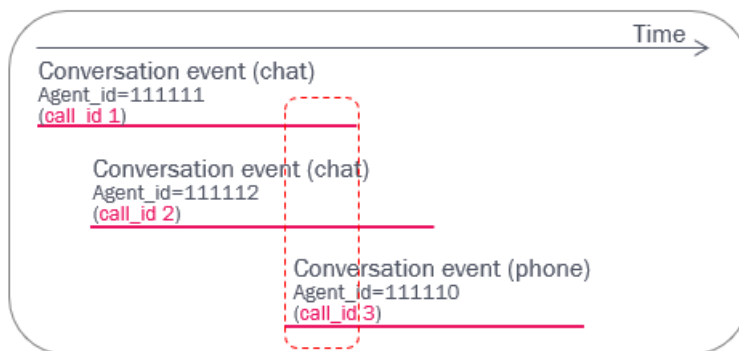 Time
Conversation event (chat)
Agent_id=111111
(call_id 1)
Conversation event (chat)
Agent_id=111112
(call_id 2)
Conversation event (phone)
Agent_id=111110
(call_id 3)